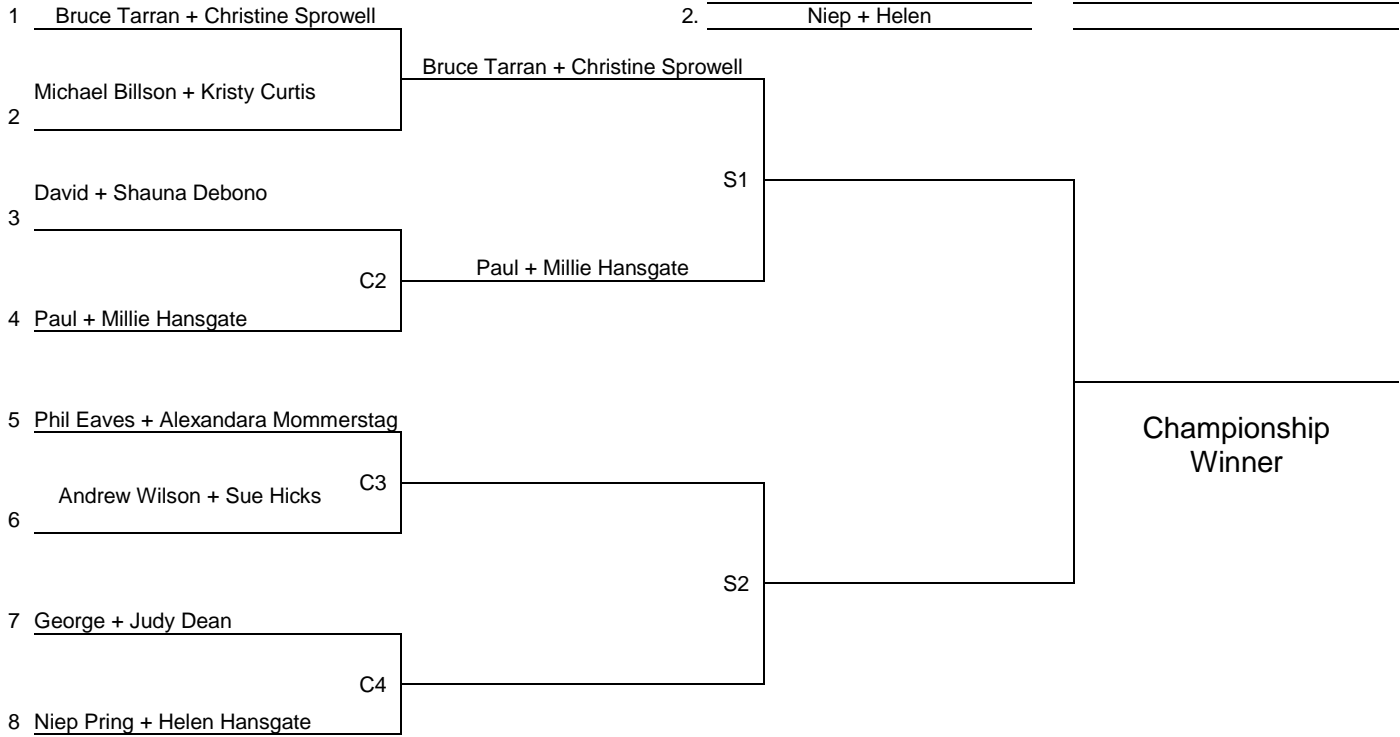 1 Bruce Tarran + Christine Sprowell
2. Niep + Helen
Bruce Tarran + Christine Sprowell
Michael Billson + Kristy Curtis
2
David + Shauna Debono
S1
3
Paul + Millie Hansgate
C2
4 Paul + Millie Hansgate
5 Phil Eaves + Alexandara Mommerstag
Championship
Winner
C3
Andrew Wilson + Sue Hicks
6
S2
7 George + Judy Dean
C4
8 Niep Pring + Helen Hansgate